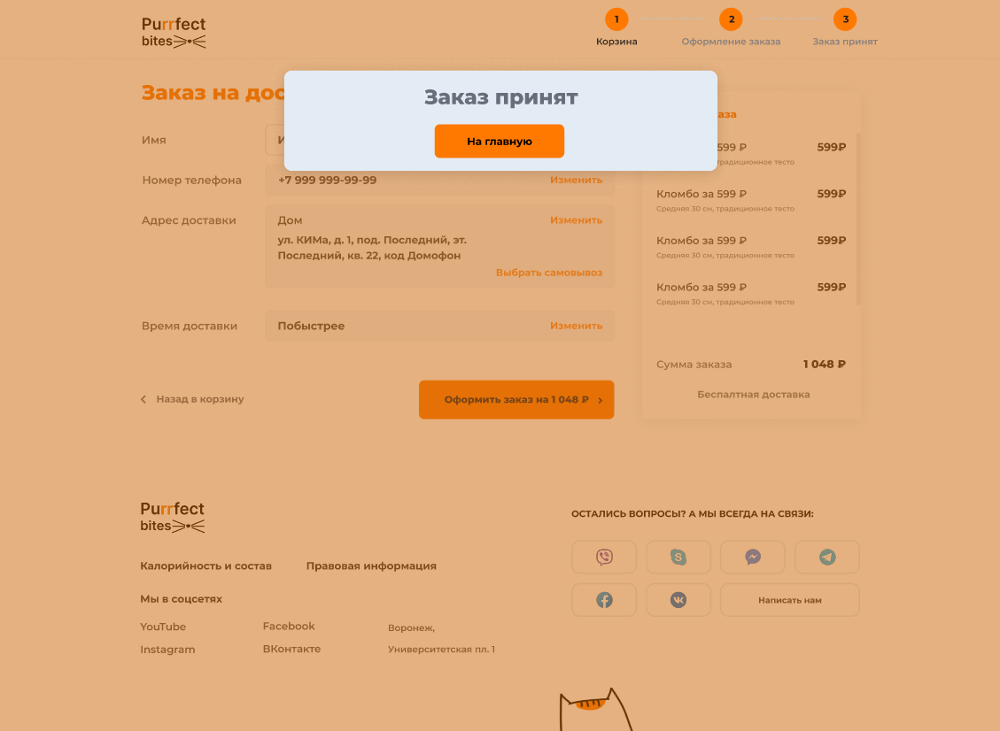 Purrfect
bites
1
2
3
Корзина
Оформление заказа
Заказ принят
Заказ принят
На главную
Заказ на дос
Имя
И
Номер телефона
+7 999 999-99-99
Изменить
Адрес доставки
Дом
Изменить
ул. КИМа, д. 1, под. Последний, эт.
Последний, кв. 22, код Домофон
Выбрать самовывоз
Время доставки
Побыстрее
Изменить
Назад в корзину
Оформить заказ на 1 048 ₽
аза
599 ₽
599₽
традиционное тесто
Кломбо за 599 ₽
599₽
Средняя 30 см, традиционное тесто
Кломбо за 599 ₽
599₽
Средняя 30 см, традиционное тесто
Кломбо за 599 ₽
599₽
Средняя 30 см, традиционное тесто
Сумма заказа
1 048 ₽
Беспалтная доставка
Purrfect
bites
Калорийность и состав
Правовая информация
Мы в соцсетях
YouTube
Facebook
Воронеж,
Instagram
ВКонтакте
Университетская пл. 1
ОСТАЛИСЬ ВОПРОСЫ? А МЫ ВСЕГДА НА СВЯЗИ:
Написать нам